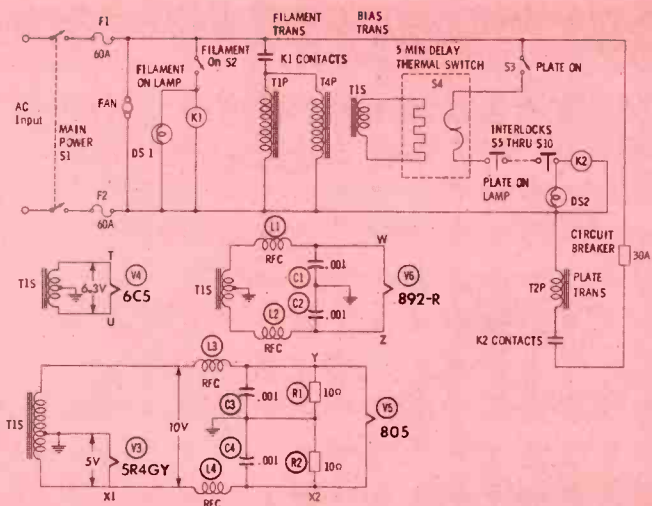 FILAMENT
TRANS
BIAS
TRANS
F1
60A
FILAMENT
On S2
K1 CONTACTS
5 MIN DELAY
THERMAL SWITCH
S3
PLATE ON
FILAMENT
ON LAMP
T1P
T4P
T1S
S4
AC
Input
FAN
K1
INTERLOCKS
S5 THRU S10
MAIN
POWER
S1
DS 1
K2
PLATE ON
LAMP
DS2
F2
60A
CIRCUIT
BREAKER
30A
L1
RFC
W
T
T1S
6.3V
V4
6C5
U
T1S
C1
.001
C2
.001
V6
892-R
L2
RFC
Z
T2P
PLATE
TRANS
K2 CONTACTS
L3
RFC
Y
T1S
10V
C3
.001
R1
10Ω
V5
805
5V
V3
5R4GY
C4
.001
R2
10Ω
L4
RFC
X1
X2